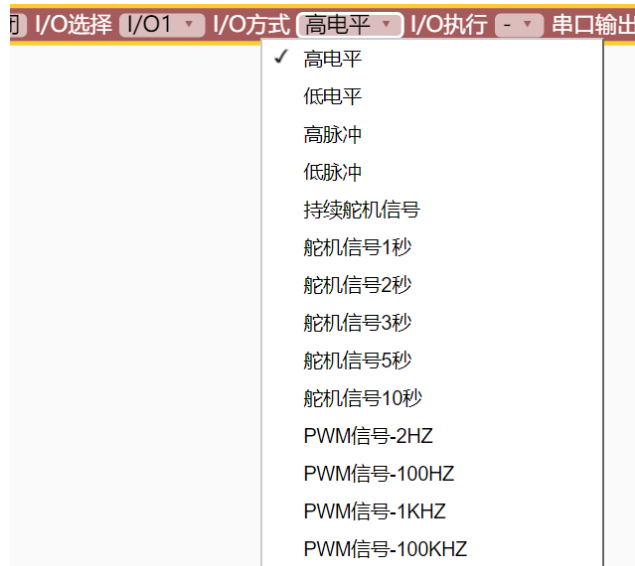 I/O选择 I/O1 I/O方式 高电平 I/O执行 - 串口输出
✓ 高电平
低电平
高脉冲
低脉冲
持续舵机信号
舵机信号1秒
舵机信号2秒
舵机信号3秒
舵机信号5秒
舵机信号10秒
PWM信号-2HZ
PWM信号-100HZ
PWM信号-1KHZ
PWM信号-100KHZ